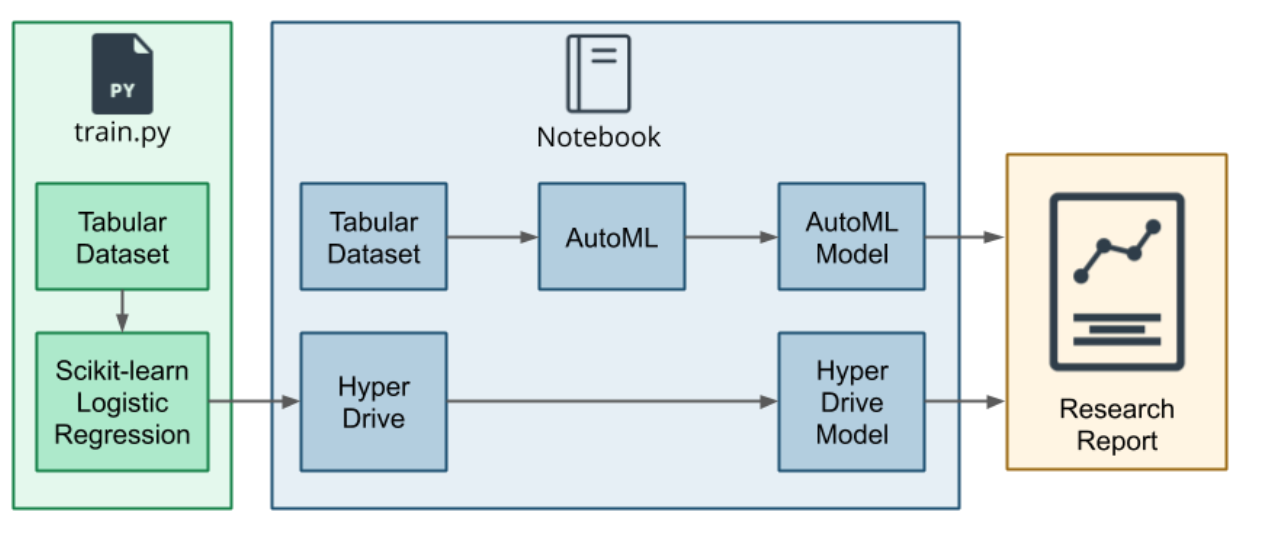 PY
train.py
Tabular
Dataset
Scikit-learn
Logistic
Regression
Notebook
Tabular
Dataset
AutoML
AutoML
Model
Hyper
Drive
Hyper
Drive
Model
Research
Report